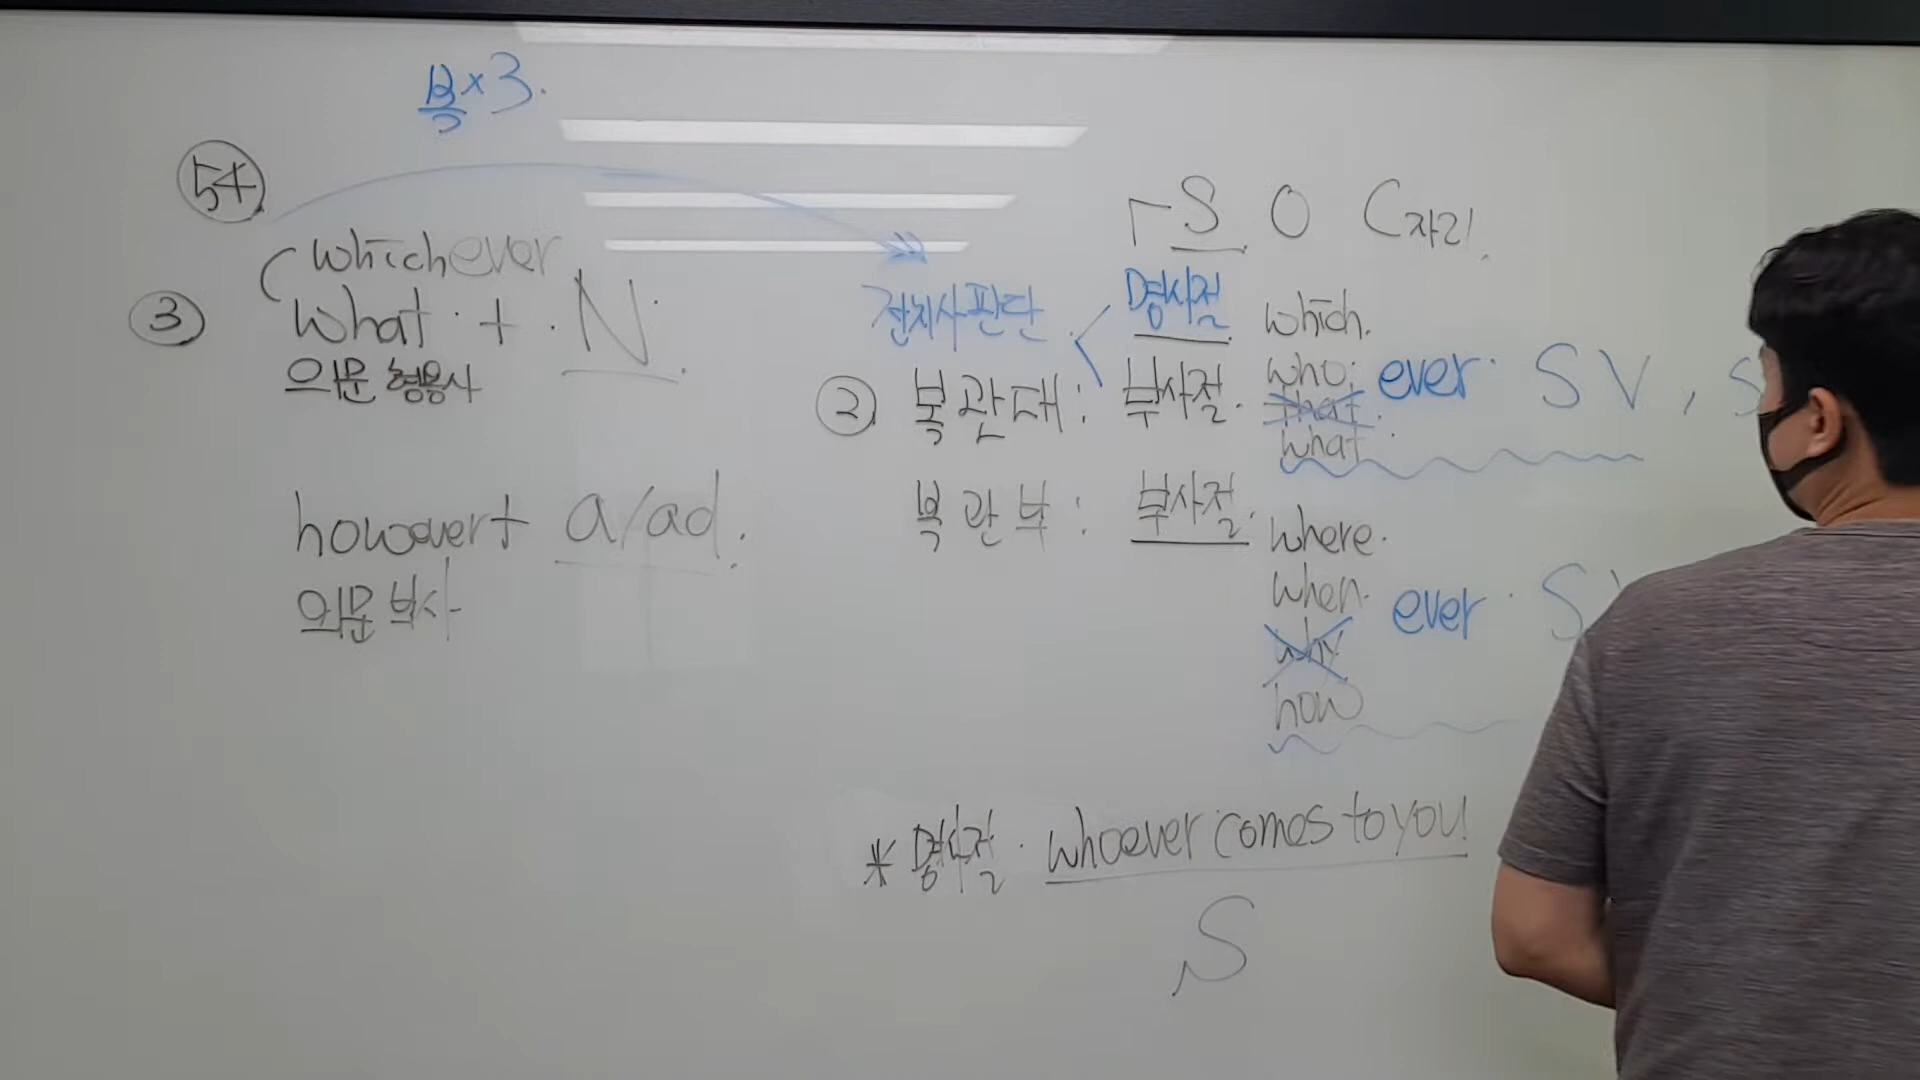 복×3.
54
whichever
③ what + N
의문형용사
however + a/ad.
의문부사
S O C자리
전치사판단
명사절 which.
② 복관대: 부사절. who. ever SV, S
that.
what
복관부: 부사절. where.
when. ever S
why
how
* 명사절. whoever comes to you
S